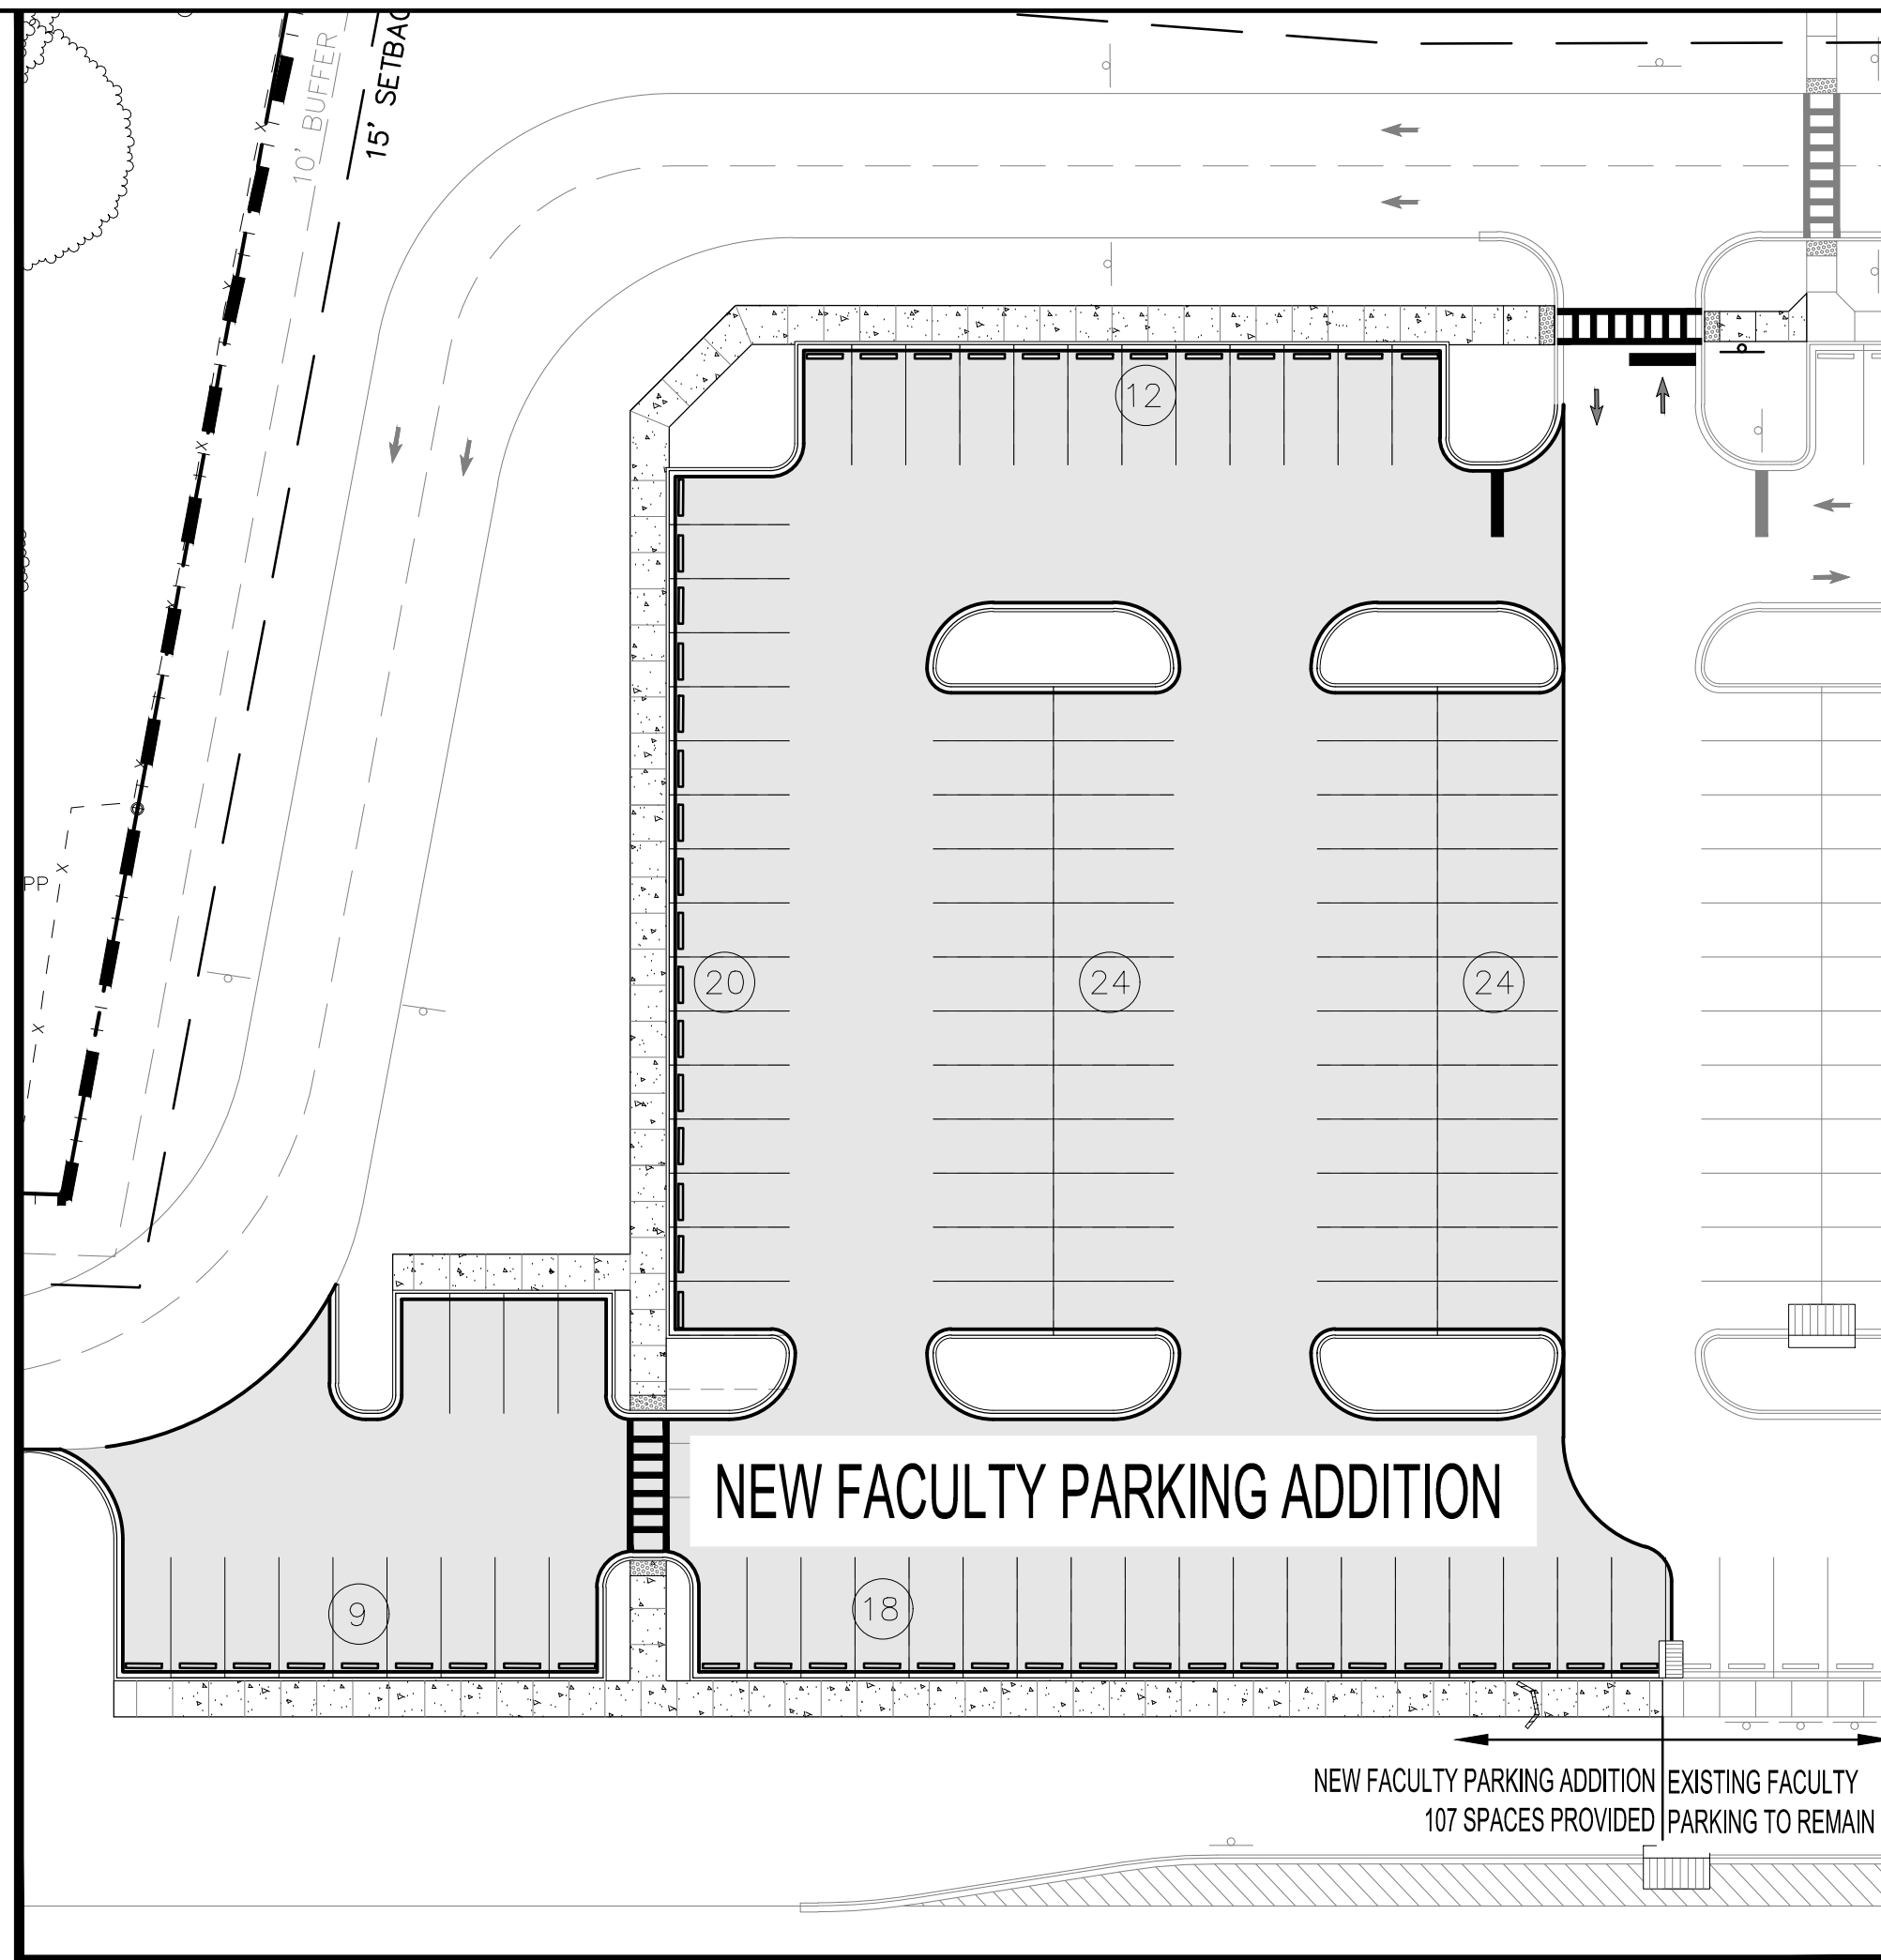 10' BUFFER
15' SETBAC
12
PP
20
24
24
NEW FACULTY PARKING ADDITION
9
18
NEW FACULTY PARKING ADDITION
107 SPACES PROVIDED
EXISTING FACULTY
PARKING TO REMAIN